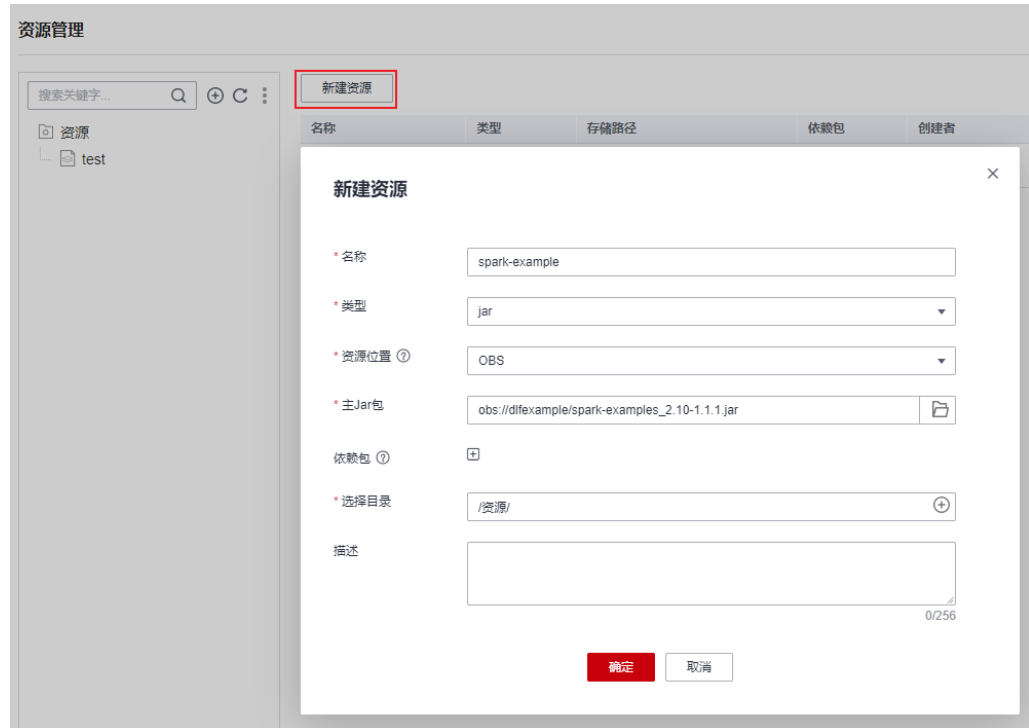 资源管理
搜索关键字...
新建资源
资源
test
名称 类型 存储路径 依赖包 创建者
新建资源
* 名称 spark-example
* 类型 jar
* 资源位置 OBS
* 主Jar包 obs://dlfexample/spark-examples_2.10-1.1.1.jar
依赖包
* 选择目录 /资源/
描述
0/256
确定 取消